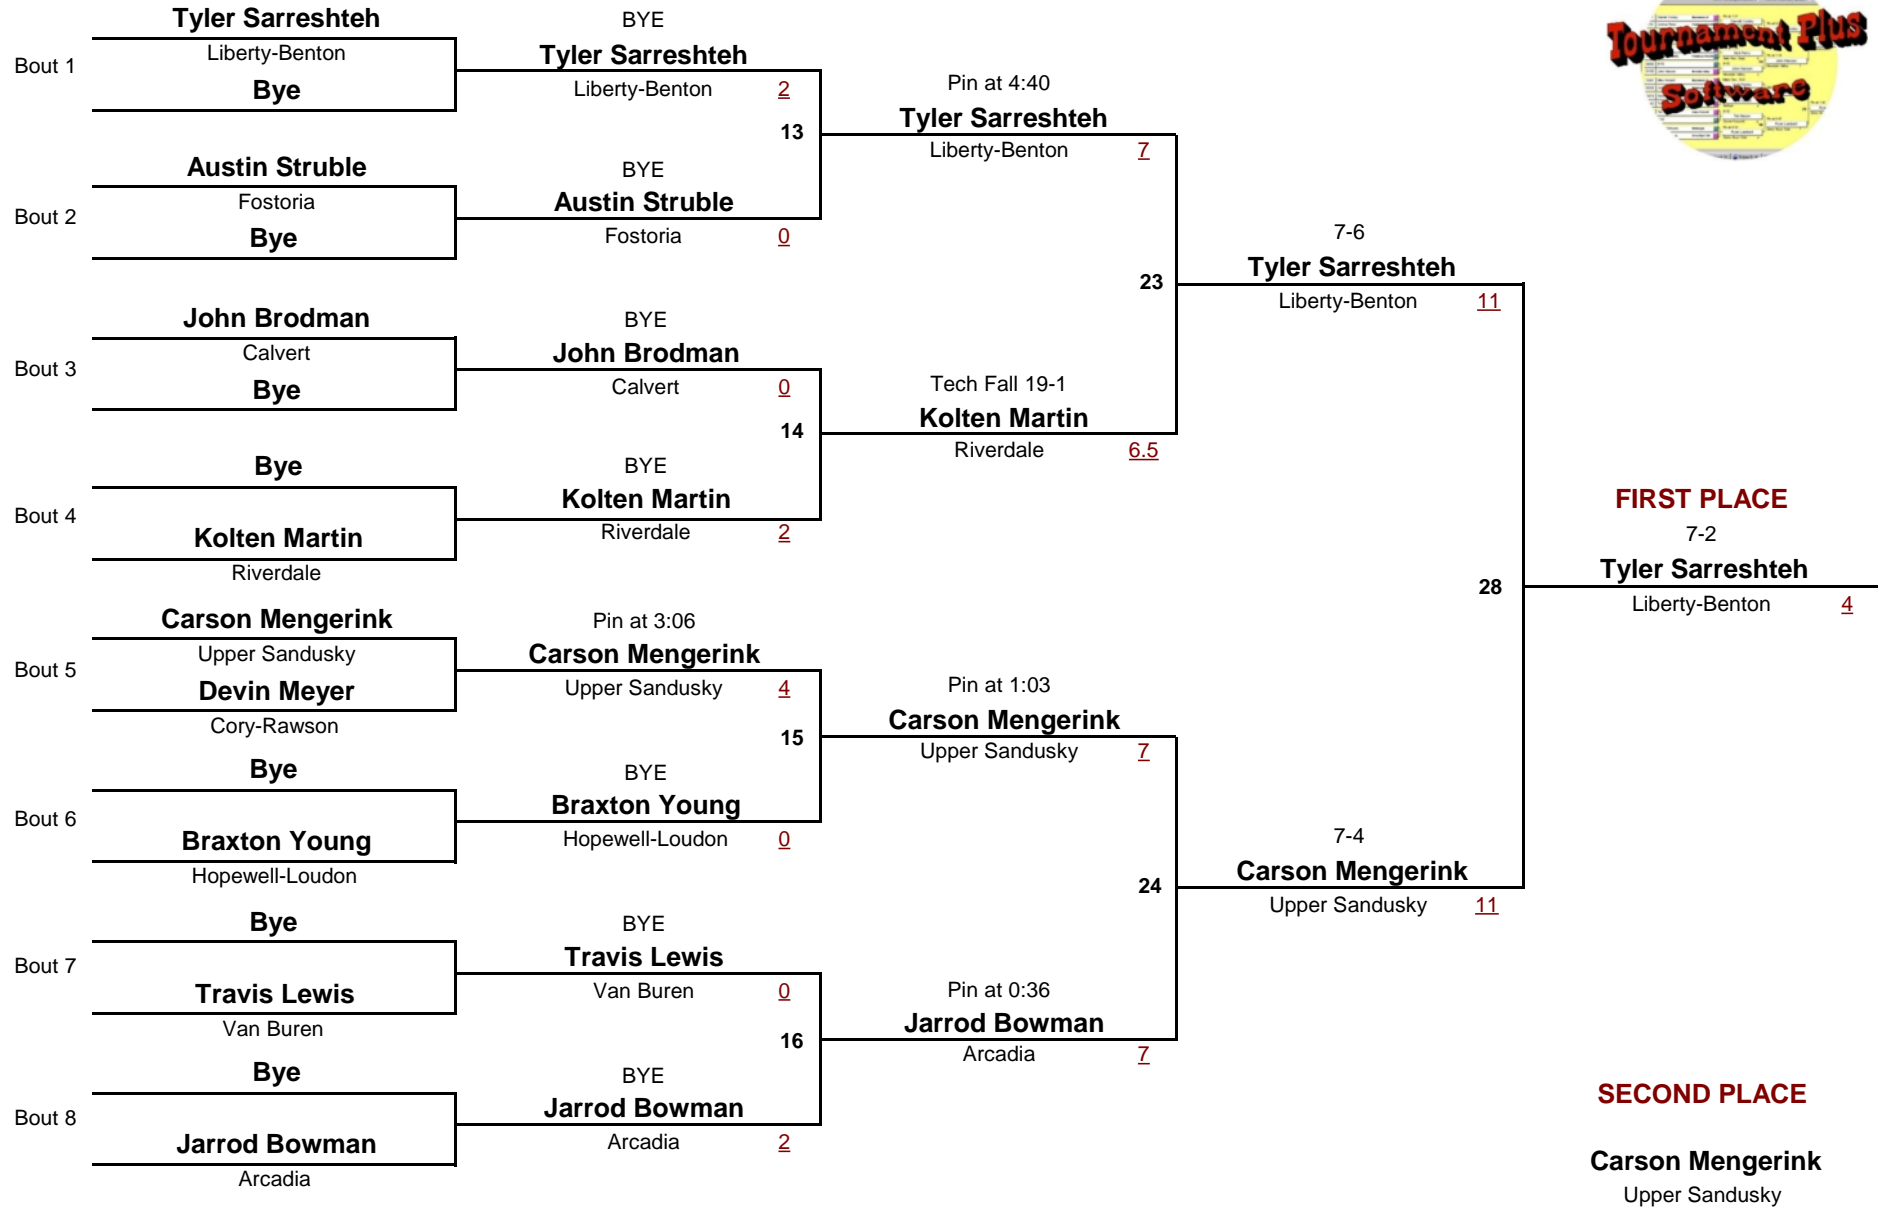 Tournament Plus
Software
Tyler Sarreshteh
Liberty-Benton
Bout 1
Bye
Austin Struble
Fostoria
Bout 2
Bye
John Brodman
Calvert
Bout 3
Bye
Bye
Bout 4
Kolten Martin
Riverdale
Carson Mengerink
Upper Sandusky
Bout 5
Devin Meyer
Cory-Rawson
Bye
Bout 6
Braxton Young
Hopewell-Loudon
Bye
Bout 7
Travis Lewis
Van Buren
Bye
Bout 8
Jarrod Bowman
Arcadia
BYE
Tyler Sarreshteh
Liberty-Benton 2
13
BYE
Austin Struble
Fostoria 0
BYE
John Brodman
Calvert 0
14
BYE
Kolten Martin
Riverdale 2
Pin at 3:06
Carson Mengerink
Upper Sandusky 4
15
BYE
Braxton Young
Hopewell-Loudon 0
BYE
Travis Lewis
Van Buren 0
16
BYE
Jarrod Bowman
Arcadia 2
Pin at 4:40
Tyler Sarreshteh
Liberty-Benton 7
23
Tech Fall 19-1
Kolten Martin
Riverdale 6.5
Pin at 1:03
Carson Mengerink
Upper Sandusky 7
24
Pin at 0:36
Jarrod Bowman
Arcadia 7
7-6
Tyler Sarreshteh
Liberty-Benton 11
28
7-4
Carson Mengerink
Upper Sandusky 11
FIRST PLACE
7-2
Tyler Sarreshteh
Liberty-Benton 4
SECOND PLACE
Carson Mengerink
Upper Sandusky